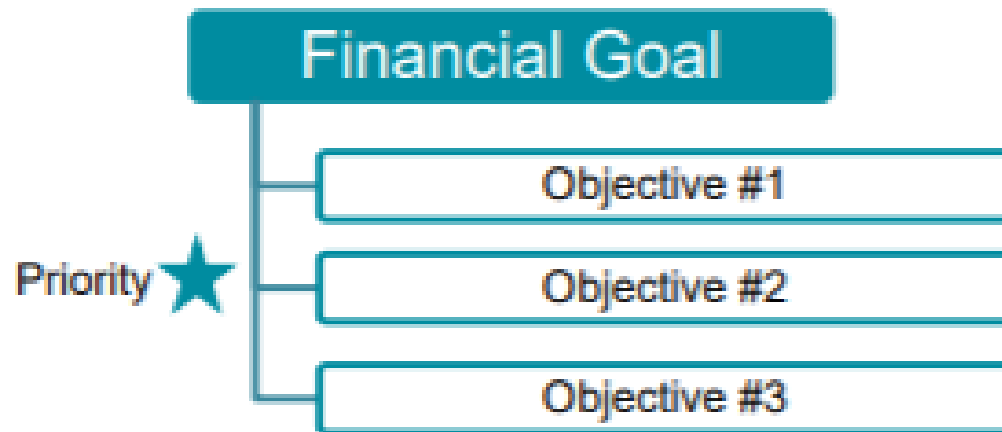 Financial Goal
Objective #1
Priority
Objective #2
Objective #3